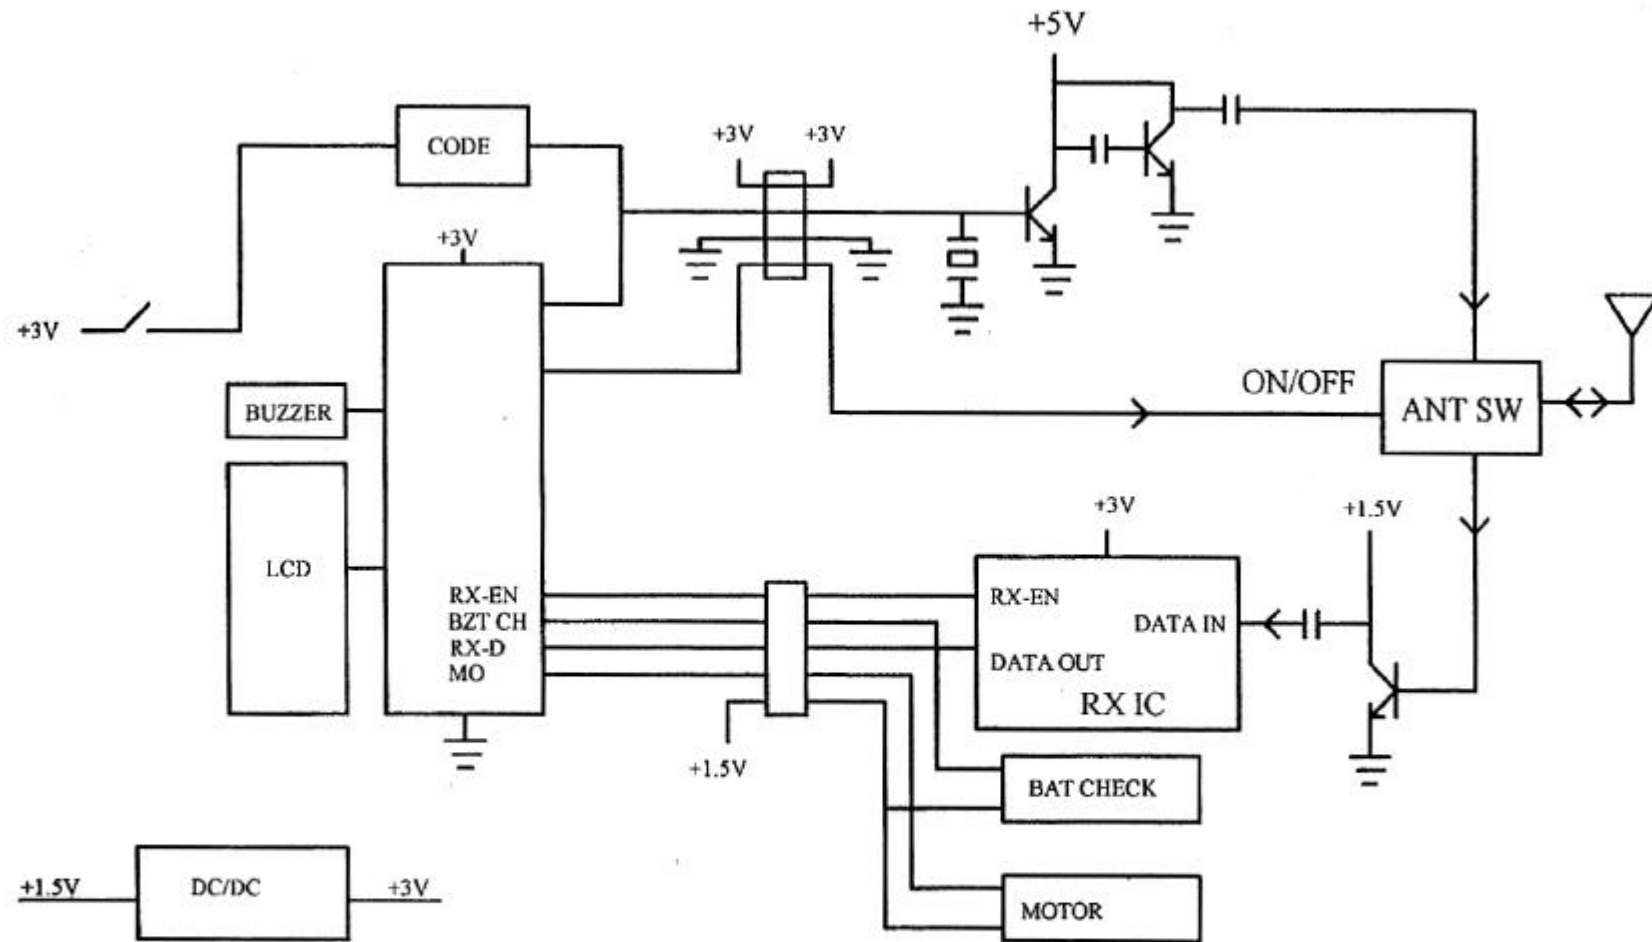 +5V
CODE
+3V
+3V
+3V
+3V
ON/OFF
ANT SW
BUZZER
LCD
+3V
+1.5V
RX-EN
BZT CH
RX-D
MO
RX-EN
DATA IN
DATA OUT
RX IC
+1.5V
BAT CHECK
+1.5V
DC/DC
+3V
MOTOR